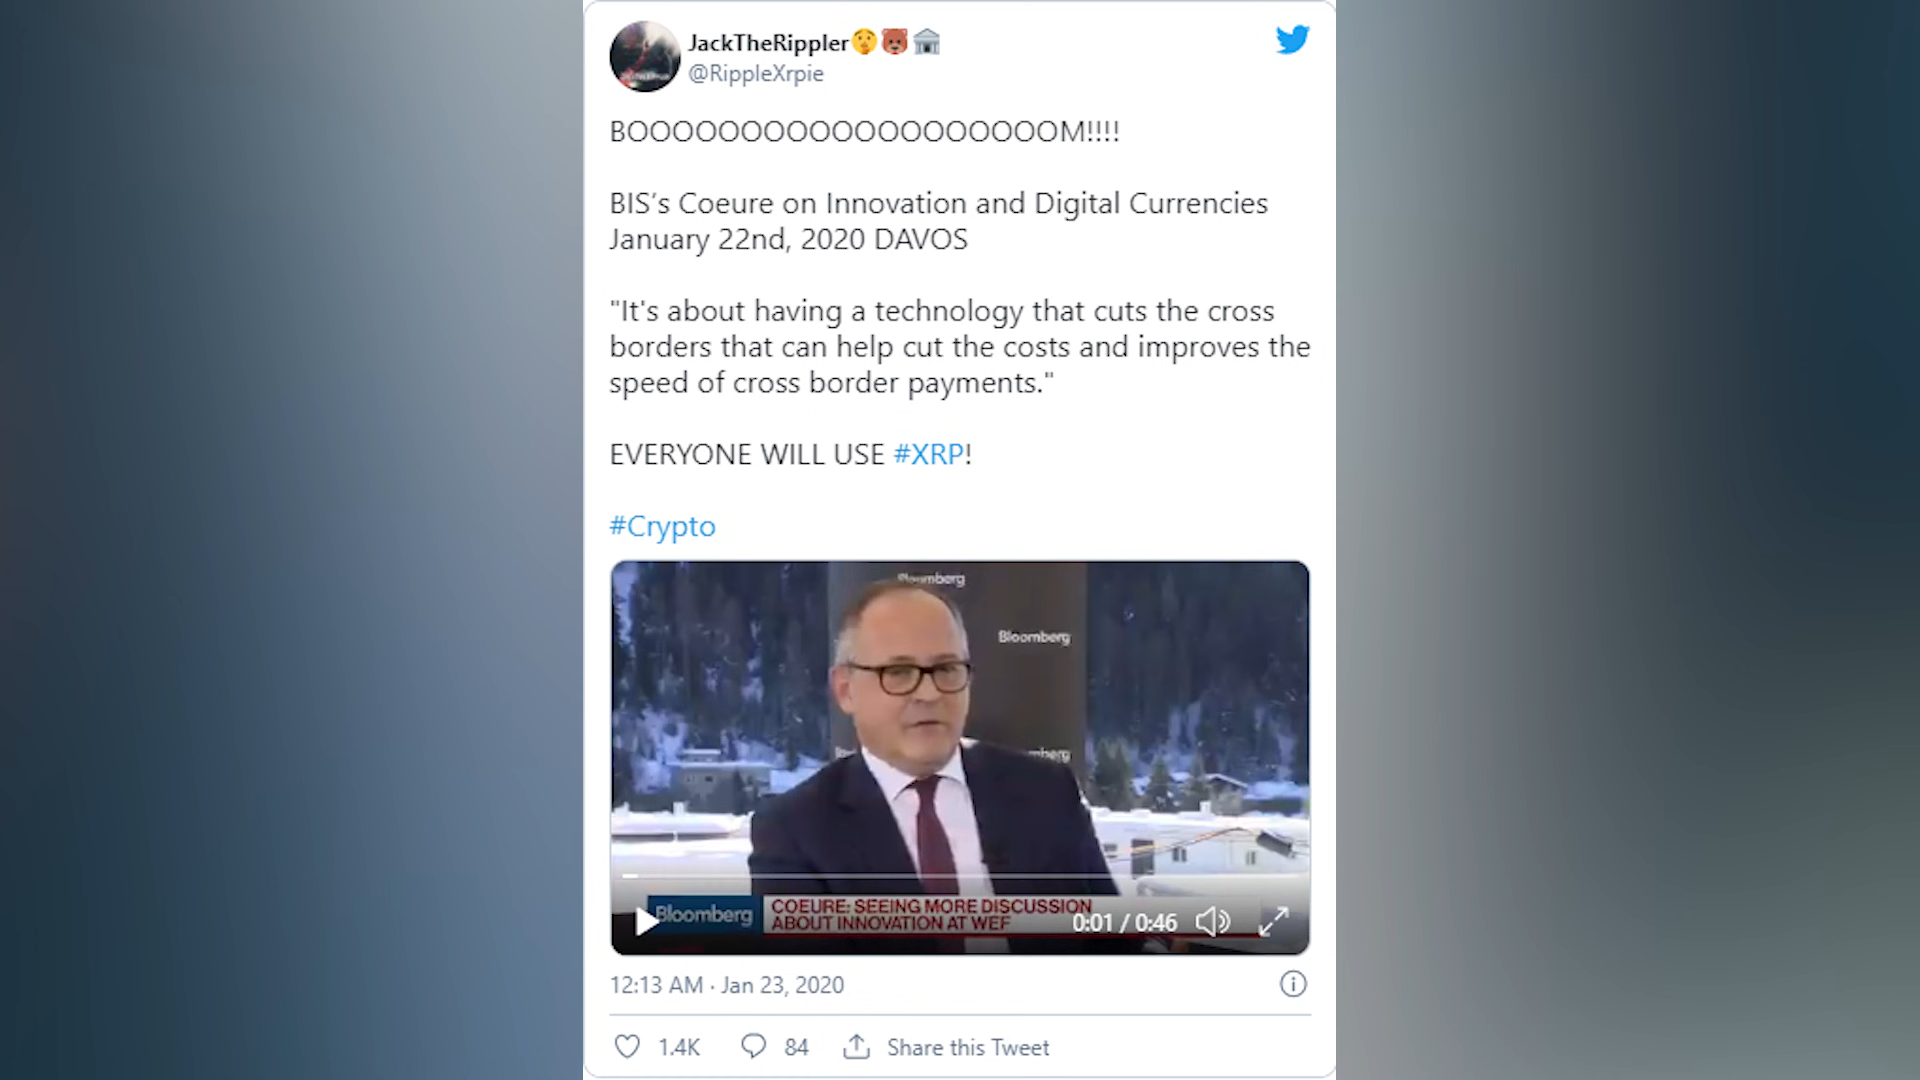 JackTheRippler🤫🐻🏛
@RippleXrpie
BOOOOOOOOOOOOOOOOOOOM!!!!
BIS’s Coeure on Innovation and Digital Currencies
January 22nd, 2020 DAVOS
"It's about having a technology that cuts the cross
borders that can help cut the costs and improves the
speed of cross border payments."
EVERYONE WILL USE #XRP!
#Crypto
Bloomberg
Bloomberg
Bloomberg
COEURE: SEEING MORE DISCUSSION
ABOUT INNOVATION AT WEF
0:01 / 0:46
12:13 AM · Jan 23, 2020
1.4K
84
Share this Tweet